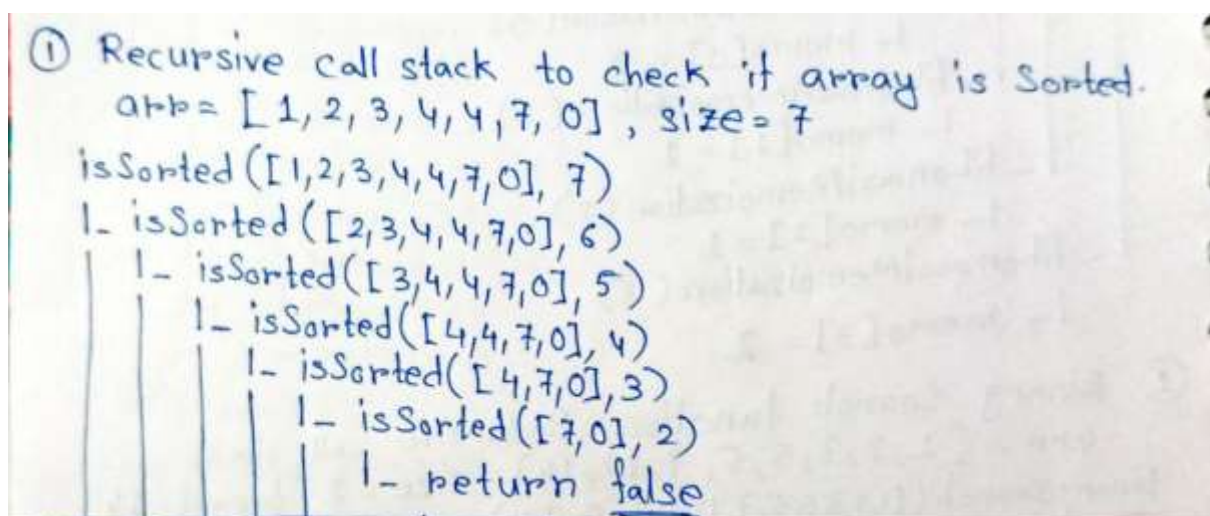 ① Recursive call stack to check if array is Sorted.
arr = [1, 2, 3, 4, 4, 7, 0], size = 7
isSorted ([1,2,3,4,4,7,0], 7)
|- isSorted ([2,3,4,4,7,0], 6)
|- isSorted ([3,4,4,7,0], 5)
|- isSorted ([4,4,7,0], 4)
|- isSorted ([4,7,0], 3)
|- isSorted ([7,0], 2)
|- return false